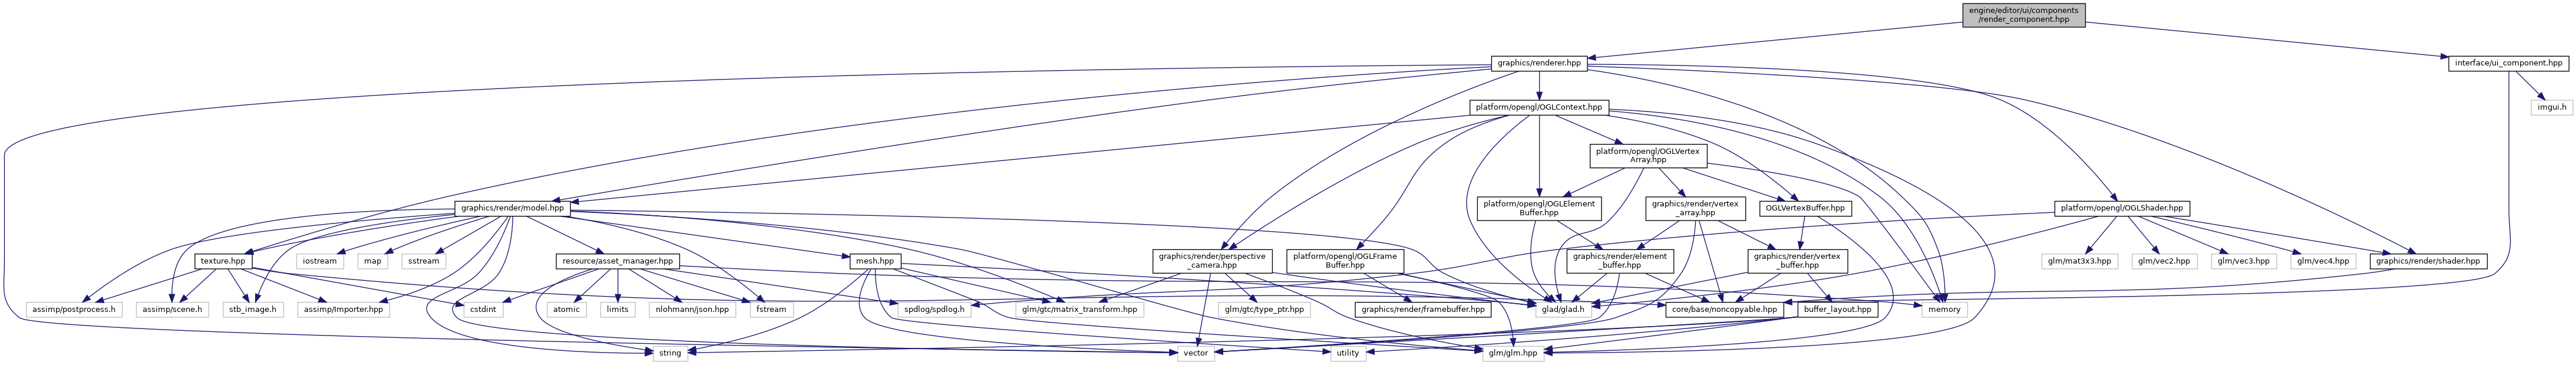 engine/editor/ui/components
/render_component.hpp
graphics/renderer.hpp
interface/ui_component.hpp
platform/opengl/OGLContext.hpp
imgui.h
platform/opengl/OGLVertex
Array.hpp
graphics/render/model.hpp
platform/opengl/OGLElement
Buffer.hpp
graphics/render/vertex
_array.hpp
OGLVertexBuffer.hpp
platform/opengl/OGLShader.hpp
texture.hpp
iostream
map
sstream
resource/asset_manager.hpp
mesh.hpp
graphics/render/perspective
_camera.hpp
platform/opengl/OGLFrame
Buffer.hpp
graphics/render/element
_buffer.hpp
graphics/render/vertex
_buffer.hpp
glm/mat3x3.hpp
glm/vec2.hpp
glm/vec3.hpp
glm/vec4.hpp
graphics/render/shader.hpp
assimp/postprocess.h
assimp/scene.h
stb_image.h
assimp/Importer.hpp
cstdint
atomic
limits
nlohmann/json.hpp
fstream
spdlog/spdlog.h
glm/gtc/matrix_transform.hpp
glm/gtc/type_ptr.hpp
graphics/render/framebuffer.hpp
glad/glad.h
core/base/noncopyable.hpp
buffer_layout.hpp
memory
string
vector
utility
glm/glm.hpp